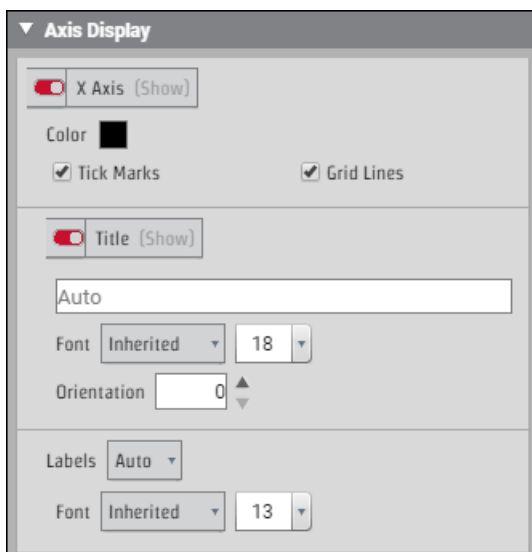 Axis Display
X Axis (Show)
Color
Tick Marks Grid Lines
Title (Show)
Auto
Font Inherited 18
Orientation 0
Labels Auto
Font Inherited 13